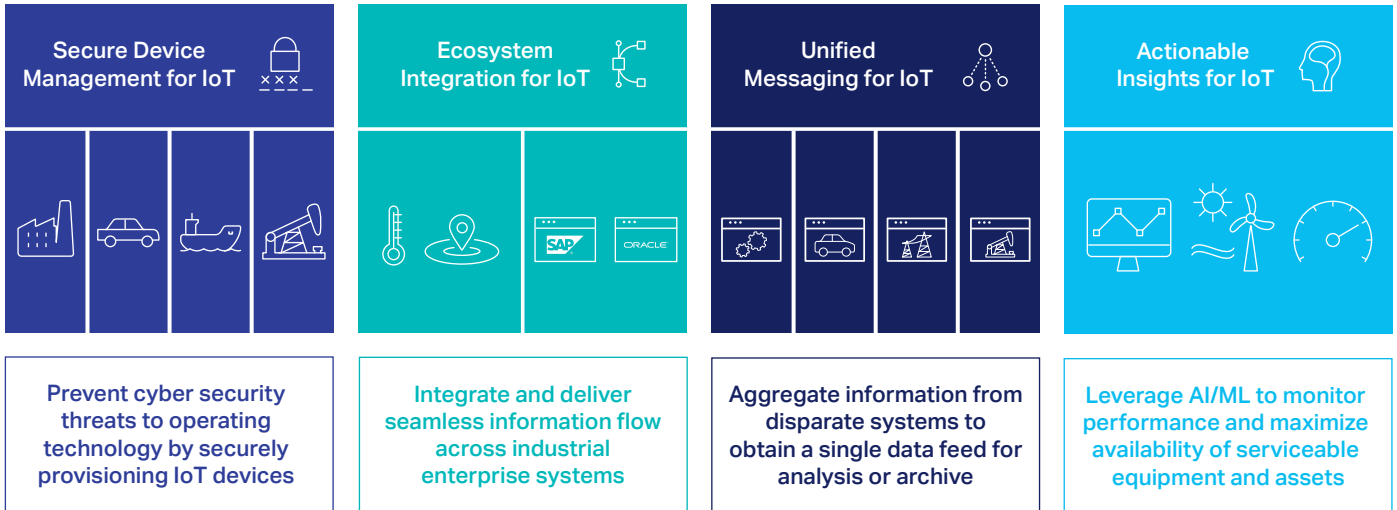 Secure Device
Management for IoT
×××
Ecosystem
Integration for IoT
Unified
Messaging for IoT
Actionable
Insights for IoT
SAP
ORACLE
Prevent cyber security
threats to operating
technology by securely
provisioning IoT devices
Integrate and deliver
seamless information flow
across industrial
enterprise systems
Aggregate information from
disparate systems to
obtain a single data feed for
analysis or archive
Leverage AI/ML to monitor
performance and maximize
availability of serviceable
equipment and assets